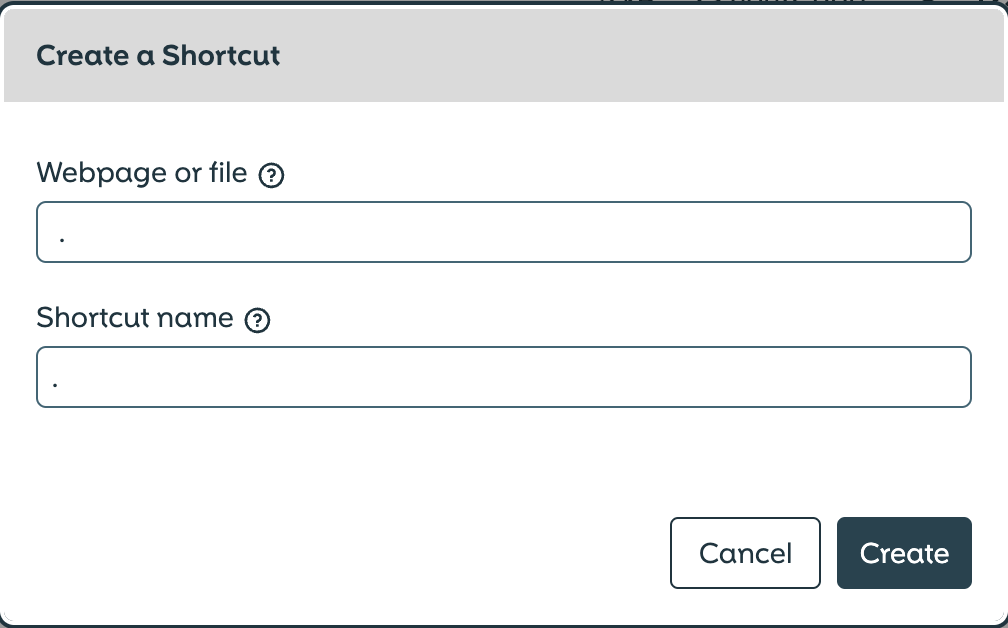 Create a Shortcut
Webpage or file ?
.
Shortcut name ?
.
Cancel Create